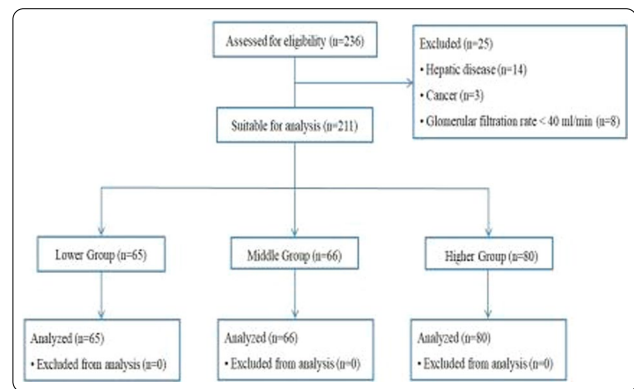 Assessed for eligibility (n=236)
Excluded (n=25)
• Hepatic disease (n=14)
• Cancer (n=3)
• Glomerular filtration rate < 40 ml/min (n=8)
Suitable for analysis (n=211)
Lower Group (n=65)
Middle Group (n=66)
Higher Group (n=80)
Analyzed (n=65)
• Excluded from analysis (n=0)
Analyzed (n=66)
• Excluded from analysis (n=0)
Analyzed (n=80)
• Excluded from analysis (n=0)